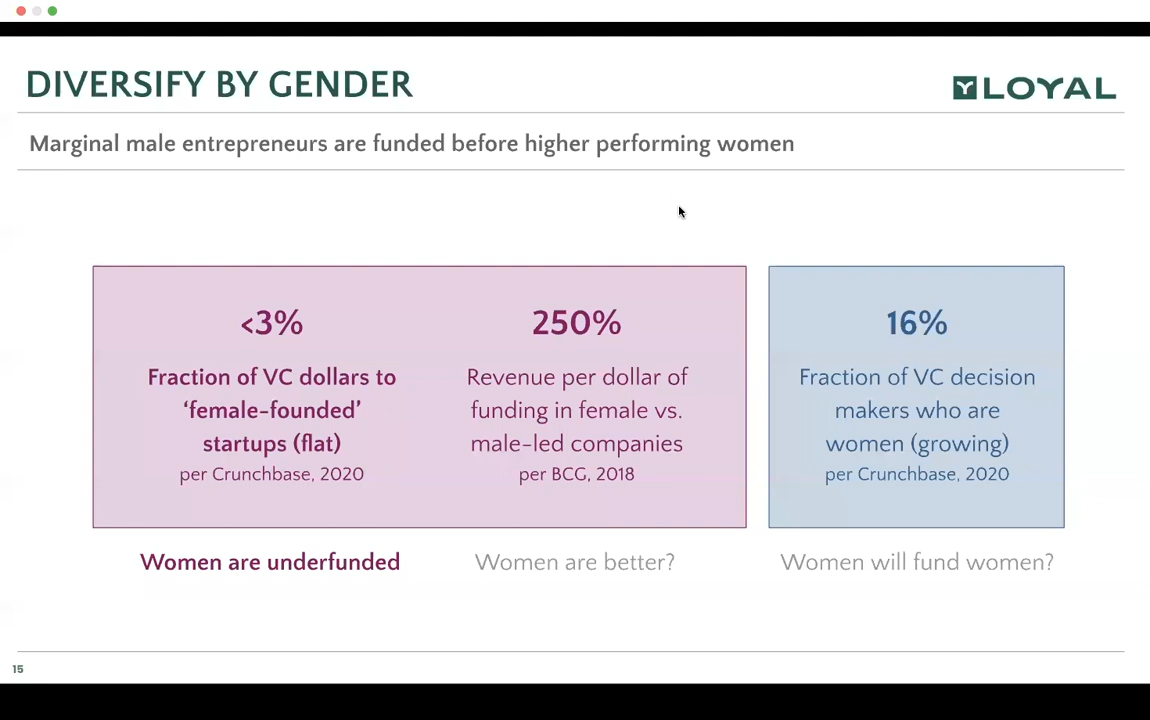 DIVERSIFY BY GENDER
LOYAL
Marginal male entrepreneurs are funded before higher performing women
<3%
Fraction of VC dollars to
‘female-founded’
startups (flat)
per Crunchbase, 2020
250%
Revenue per dollar of
funding in female vs.
male-led companies
per BCG, 2018
16%
Fraction of VC decision
makers who are
women (growing)
per Crunchbase, 2020
Women are underfunded
Women are better?
Women will fund women?
15